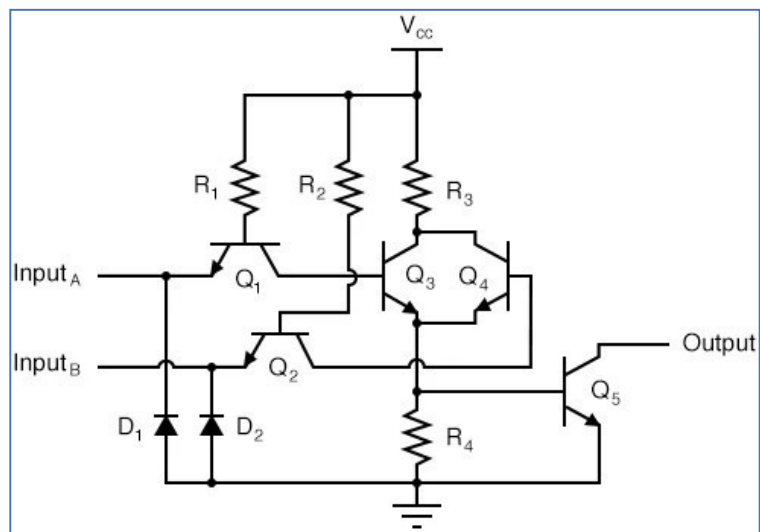 Vcc
R1
R2
R3
InputA
Q1
Q3
Q4
InputB
Q2
Output
Q5
D1
D2
R4